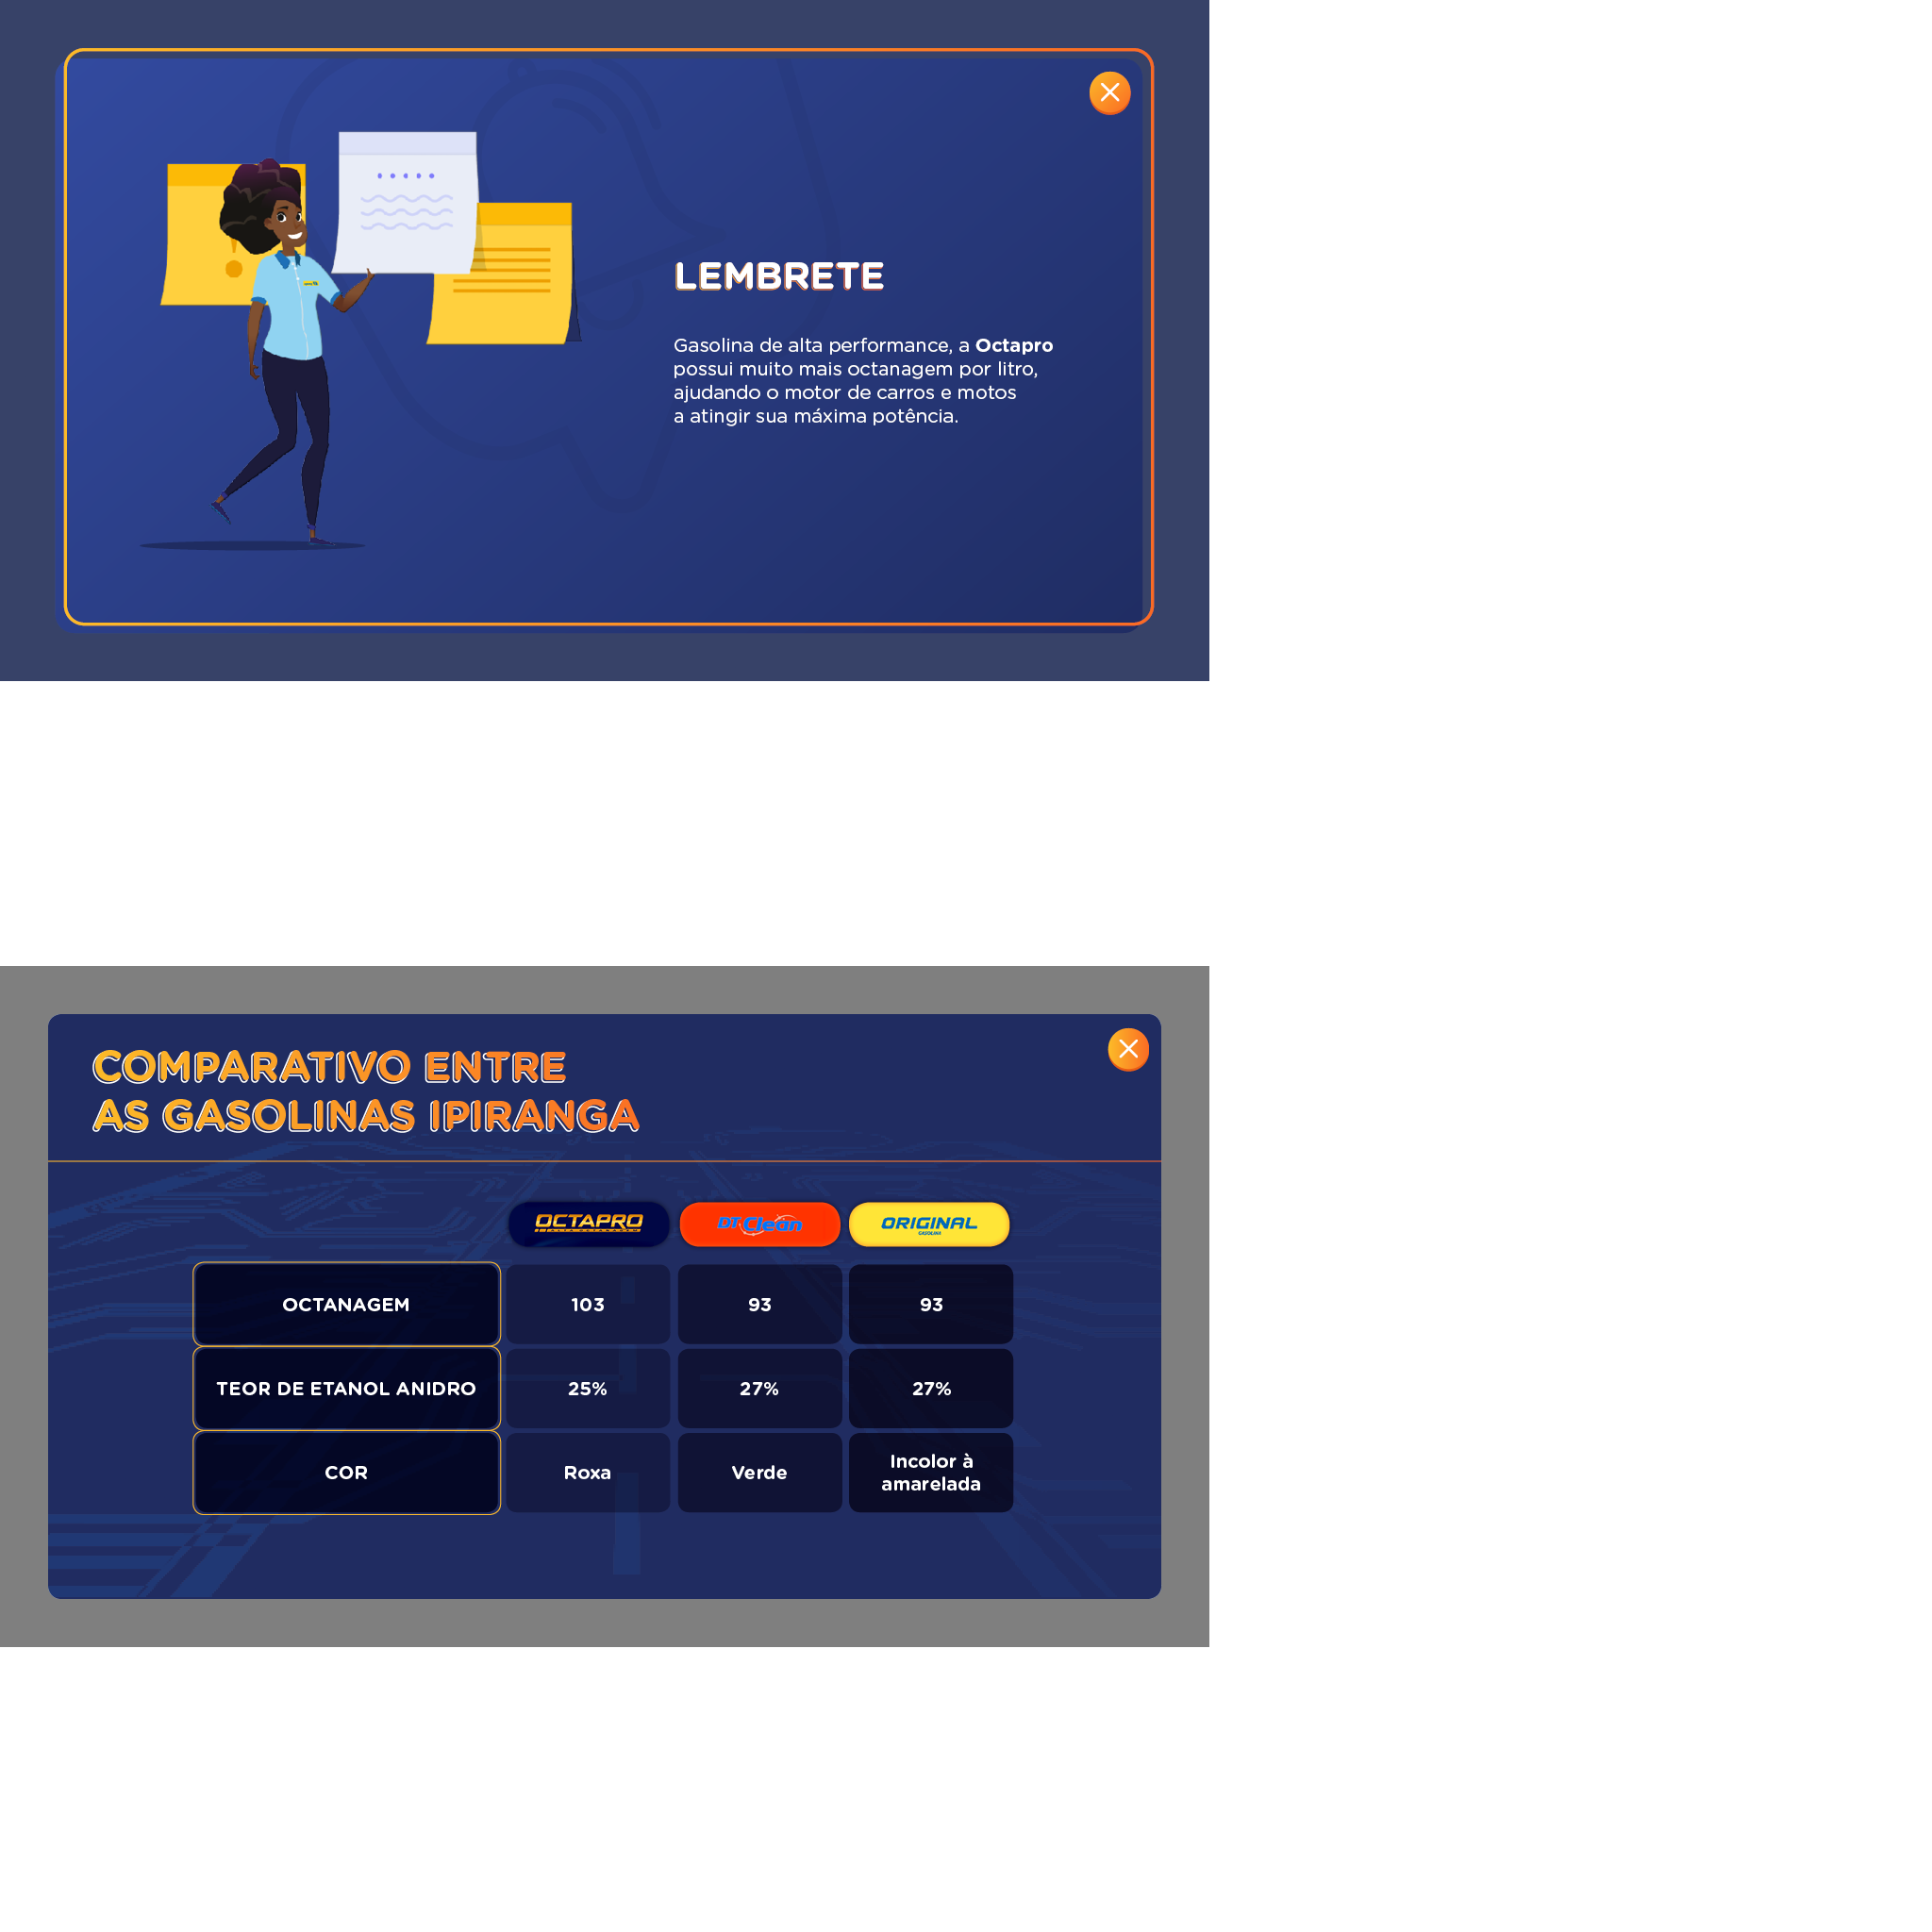 LEMBRETE
Gasolina de alta performance, a Octapro
possui muito mais octanagem por litro,
ajudando o motor de carros e motos
a atingir sua máxima potência.
COMPARATIVO ENTRE
AS GASOLINAS IPIRANGA
OCTAPRO DT Clean ORIGINAL
ALTA OCTANAGEM GASOLINA
OCTANAGEM 103 93 93
TEOR DE ETANOL ANIDRO 25% 27% 27%
COR Roxa Verde Incolor à
amarelada